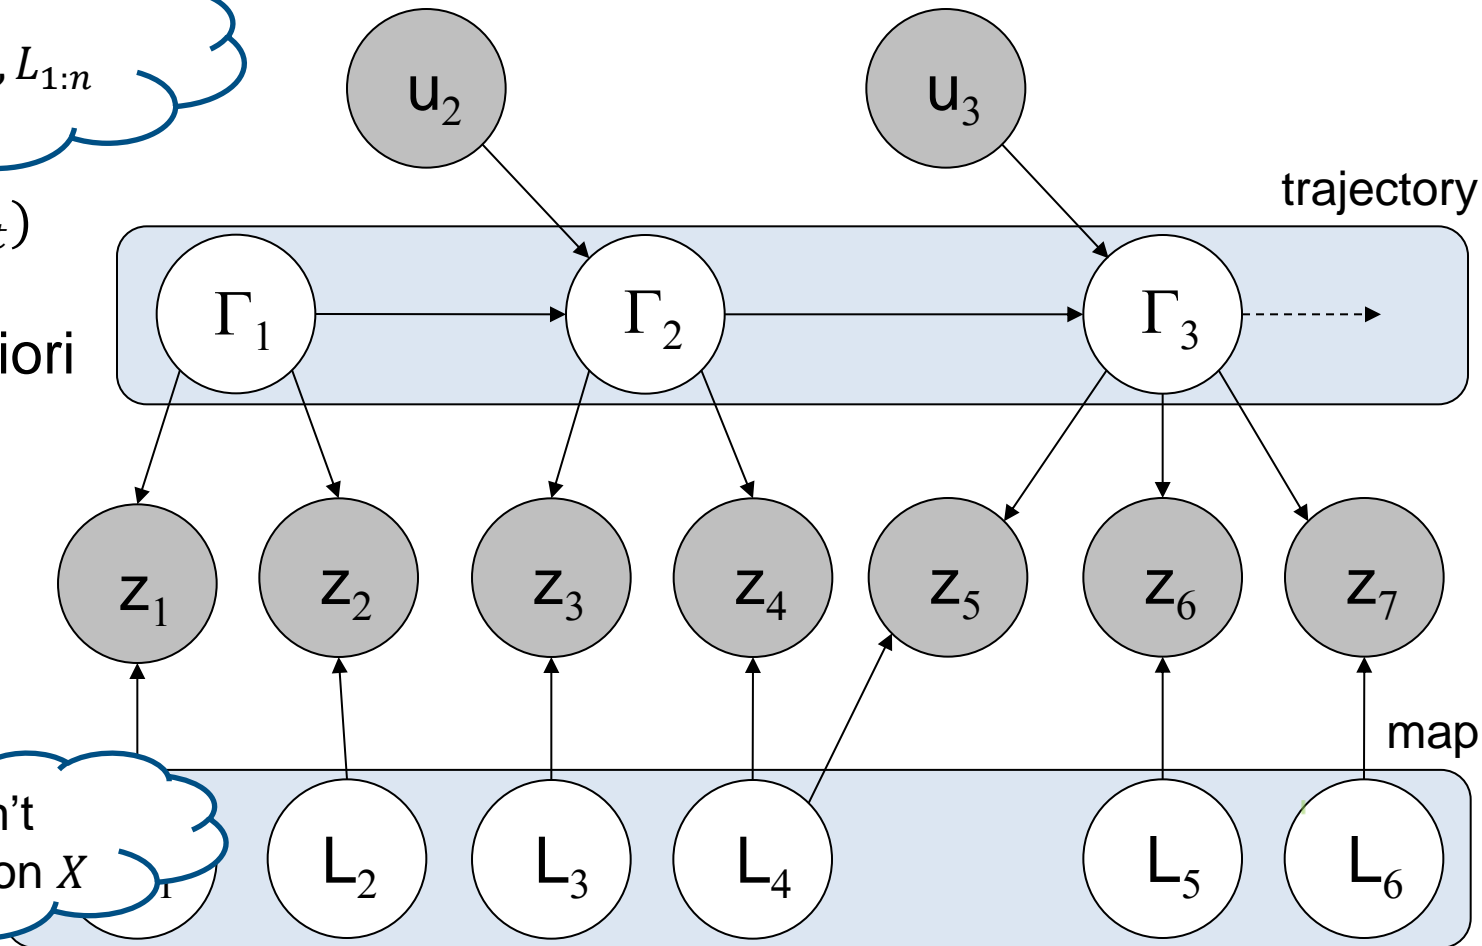 , L₁:ₙ
u₂
u₃
trajectory
ₜ)
Γ₁
Γ₂
Γ₃
iori
z₁
z₂
z₃
z₄
z₅
z₆
z₇
map
n't
on X
L₂
L₃
L₄
L₅
L₆